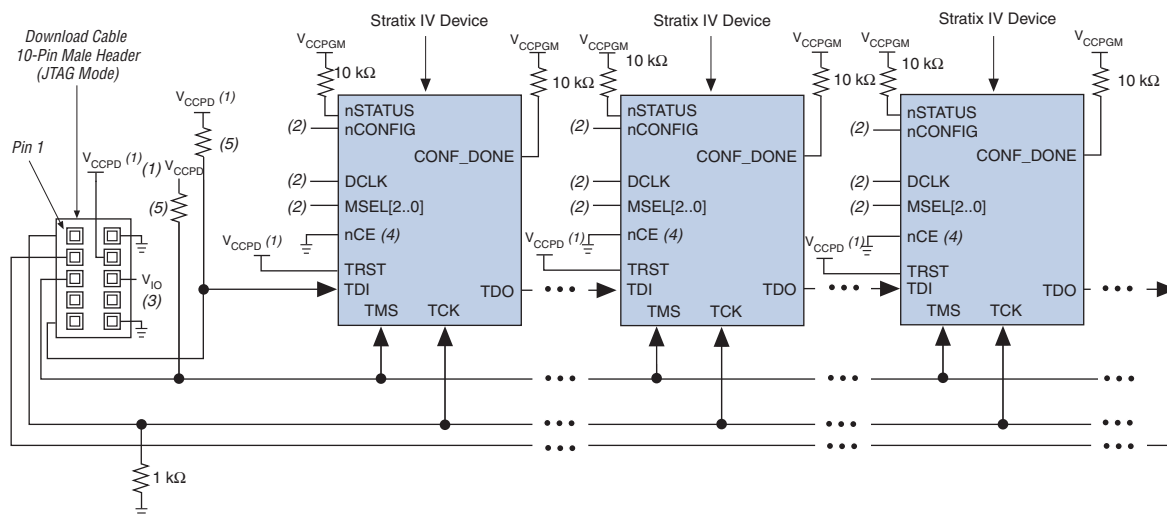 Download Cable
10-Pin Male Header
(JTAG Mode)
Pin 1
VCCPD (1)
(5)
VCCPD (1)
(1)
VCCPD
(5)
VIO
(3)
1 kΩ
Stratix IV Device
VCCPGM
10 kΩ
VCCPGM
10 kΩ
nSTATUS
(2)
nCONFIG
CONF_DONE
(2)
DCLK
(2)
MSEL[2..0]
nCE (4)
VCCPD (1)
TRST
TDI
TDO
TMS
TCK
Stratix IV Device
VCCPGM
10 kΩ
VCCPGM
10 kΩ
nSTATUS
(2)
nCONFIG
CONF_DONE
(2)
DCLK
(2)
MSEL[2..0]
nCE (4)
VCCPD (1)
TRST
TDI
TDO
TMS
TCK
Stratix IV Device
VCCPGM
10 kΩ
VCCPGM
10 kΩ
nSTATUS
(2)
nCONFIG
CONF_DONE
(2)
DCLK
(2)
MSEL[2..0]
nCE (4)
VCCPD (1)
TRST
TDI
TDO
TMS
TCK